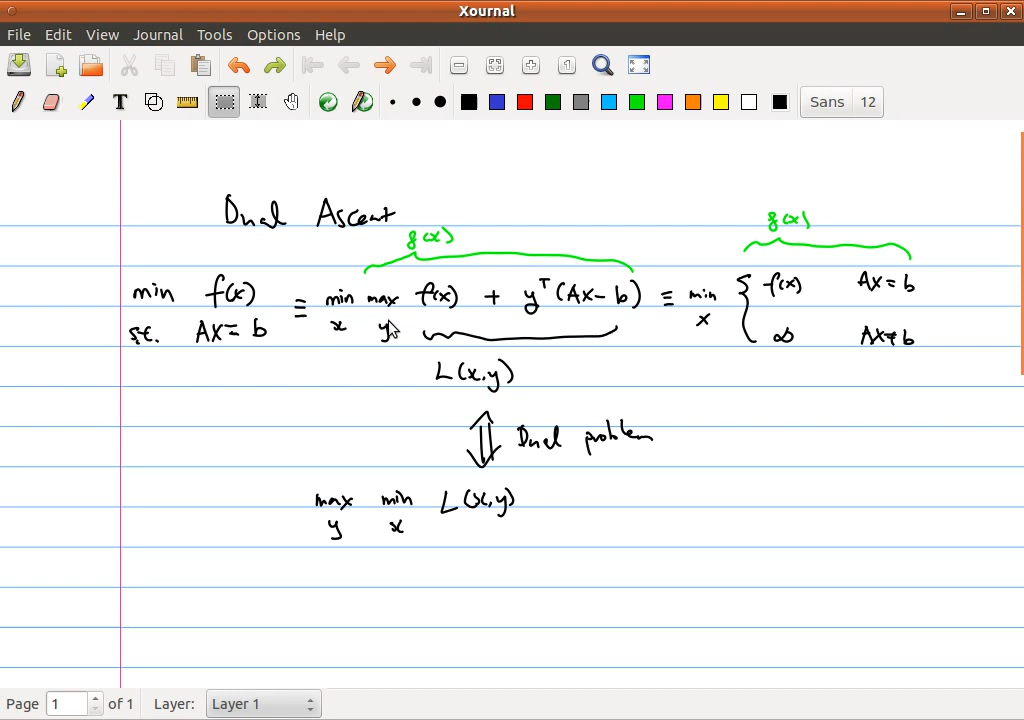 Xournal
File Edit View Journal Tools Options Help
Sans 12
Dual Ascent
g(x) g(x)
min f(x) ≡ min max f(x) + y^T (Ax - b) ≡ min { f(x) Ax = b
s.t. Ax = b x y x ∞ Ax ≠ b
L(x,y)
⇕ Dual problem
max min L(x,y)
y x
Page 1 of 1 Layer: Layer 1